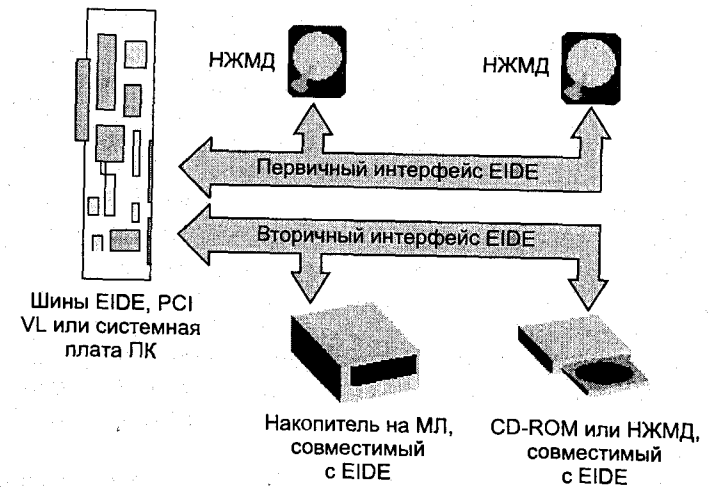 НЖМД
НЖМД
Первичный интерфейс EIDE
Вторичный интерфейс EIDE
Шины EIDE, PCI
VL или системная
плата ПК
Накопитель на МЛ,
совместимый
с EIDE
CD-ROM или НЖМД,
совместимый
с EIDE